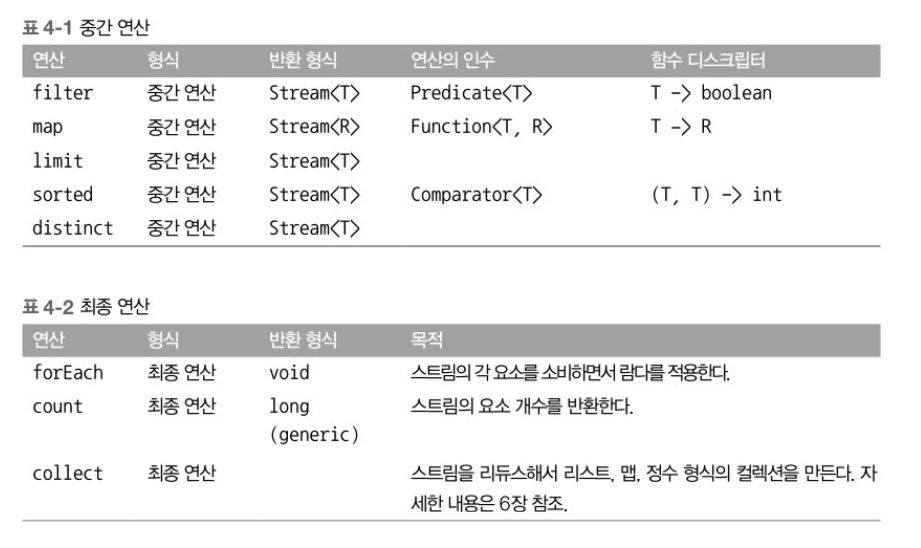 표 4-1 중간 연산
연산 형식 반환 형식 연산의 인수 함수 디스크립터
filter 중간 연산 Stream<T> Predicate<T> T -> boolean
map 중간 연산 Stream<R> Function<T, R> T -> R
limit 중간 연산 Stream<T>
sorted 중간 연산 Stream<T> Comparator<T> (T, T) -> int
distinct 중간 연산 Stream<T>
표 4-2 최종 연산
연산 형식 반환 형식 목적
forEach 최종 연산 void 스트림의 각 요소를 소비하면서 람다를 적용한다.
count 최종 연산 long 스트림의 요소 개수를 반환한다.
(generic)
collect 최종 연산 스트림을 리듀스해서 리스트, 맵, 정수 형식의 컬렉션을 만든다. 자
세한 내용은 6장 참조.